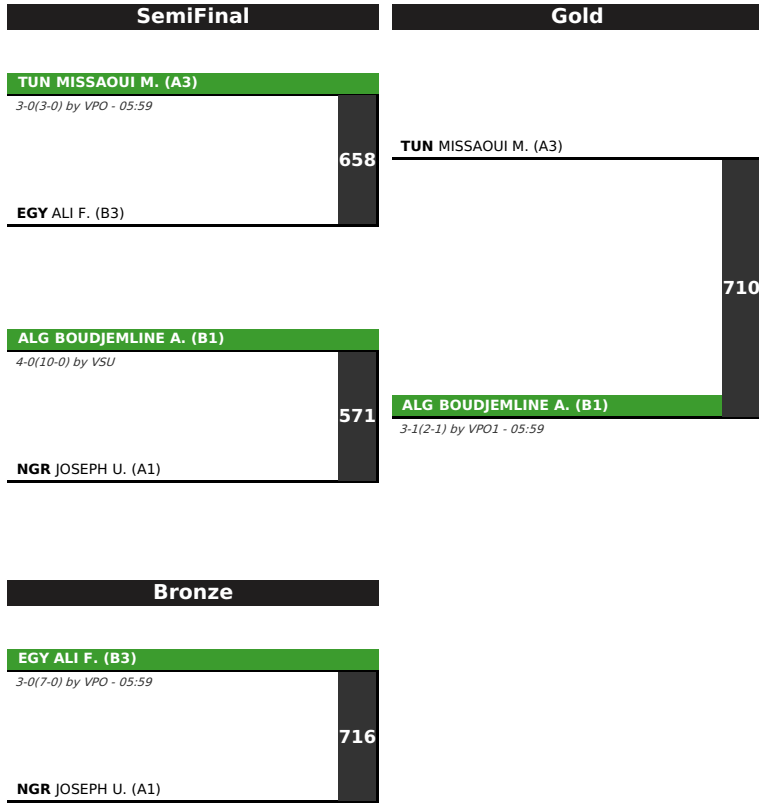 SemiFinal
Gold
TUN MISSAOUI M. (A3)
3-0(3-0) by VPO - 05:59
658
EGY ALI F. (B3)
TUN MISSAOUI M. (A3)
710
ALG BOUDJEMLINE A. (B1)
3-1(2-1) by VPO1 - 05:59
ALG BOUDJEMLINE A. (B1)
4-0(10-0) by VSU
571
NGR JOSEPH U. (A1)
Bronze
EGY ALI F. (B3)
3-0(7-0) by VPO - 05:59
716
NGR JOSEPH U. (A1)